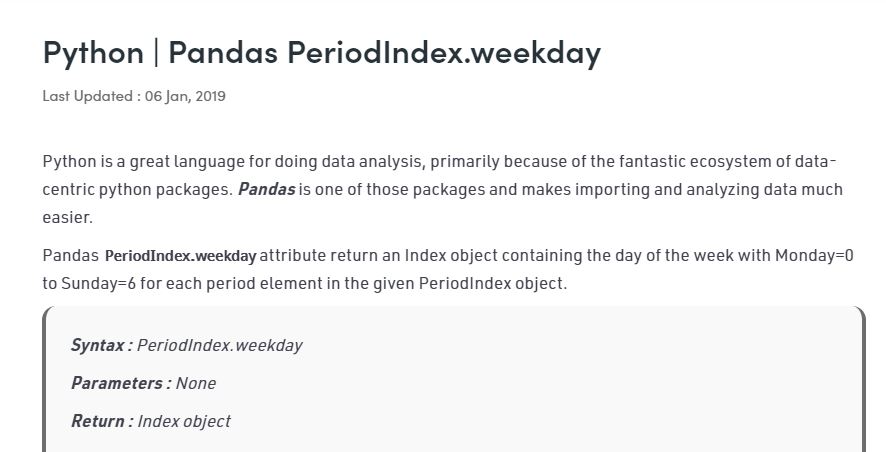 Python | Pandas PeriodIndex.weekday
Last Updated : 06 Jan, 2019
Python is a great language for doing data analysis, primarily because of the fantastic ecosystem of data-
centric python packages. Pandas is one of those packages and makes importing and analyzing data much
easier.
Pandas PeriodIndex.weekday attribute return an Index object containing the day of the week with Monday=0
to Sunday=6 for each period element in the given PeriodIndex object.
Syntax : PeriodIndex.weekday
Parameters : None
Return : Index object